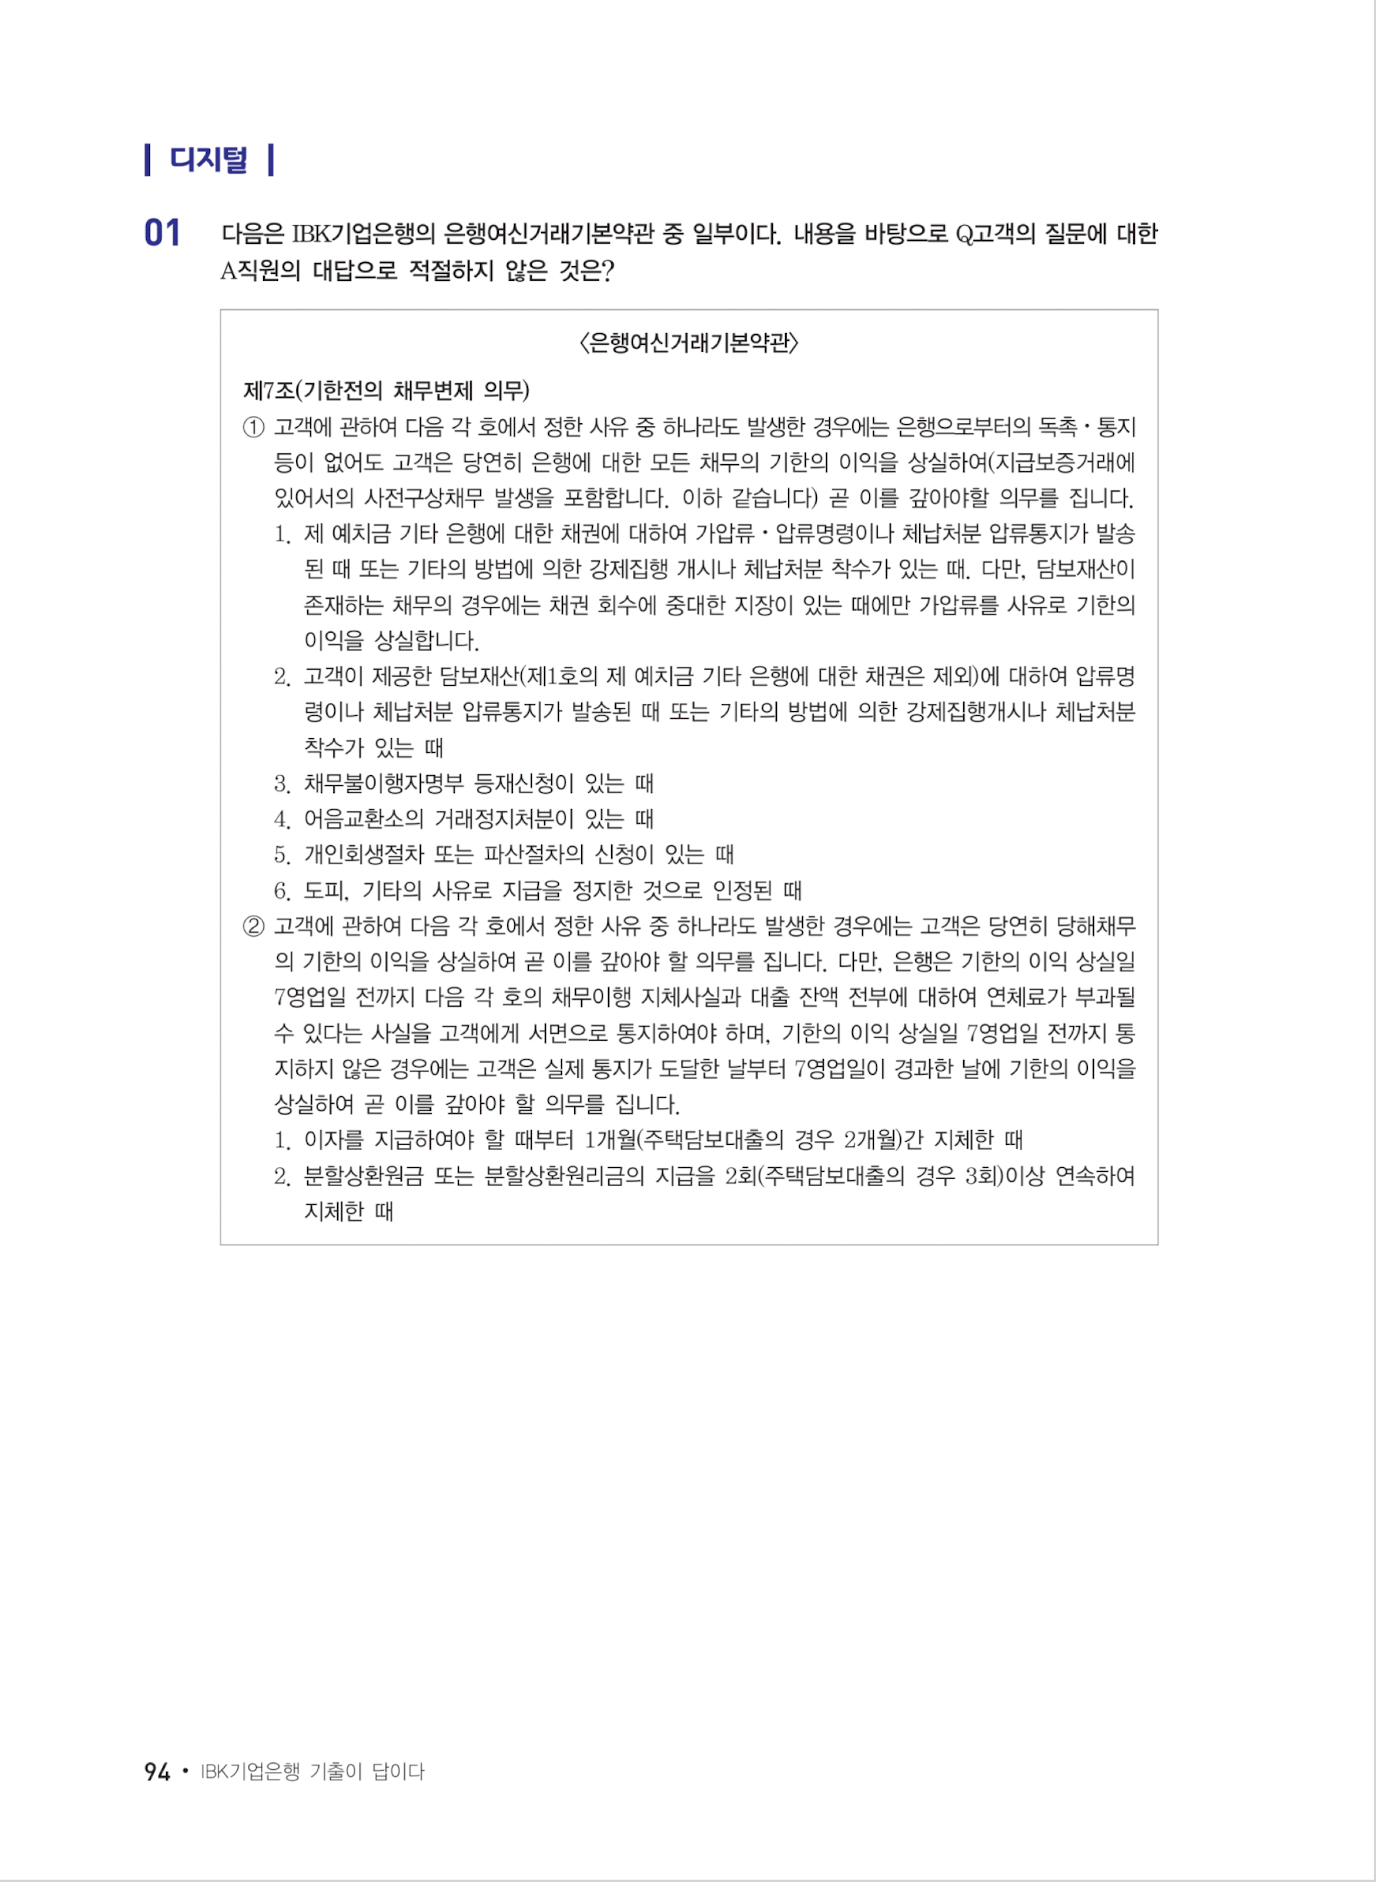 디지털
01 다음은 IBK기업은행의 은행여신거래기본약관 중 일부이다. 내용을 바탕으로 Q고객의 질문에 대한
A직원의 대답으로 적절하지 않은 것은?
〈은행여신거래기본약관〉
제7조(기한전의 채무변제 의무)
① 고객에 관하여 다음 각 호에서 정한 사유 중 하나라도 발생한 경우에는 은행으로부터의 독촉・통지
등이 없어도 고객은 당연히 은행에 대한 모든 채무의 기한의 이익을 상실하여(지급보증거래에
있어서의 사전구상채무 발생을 포함합니다. 이하 같습니다) 곧 이를 갚아야할 의무를 집니다.
1. 제 예치금 기타 은행에 대한 채권에 대하여 가압류・압류명령이나 체납처분 압류통지가 발송
된 때 또는 기타의 방법에 의한 강제집행 개시나 체납처분 착수가 있는 때. 다만, 담보재산이
존재하는 채무의 경우에는 채권 회수에 중대한 지장이 있는 때에만 가압류를 사유로 기한의
이익을 상실합니다.
2. 고객이 제공한 담보재산(제1호의 제 예치금 기타 은행에 대한 채권은 제외)에 대하여 압류명
령이나 체납처분 압류통지가 발송된 때 또는 기타의 방법에 의한 강제집행개시나 체납처분
착수가 있는 때
3. 채무불이행자명부 등재신청이 있는 때
4. 어음교환소의 거래정지처분이 있는 때
5. 개인회생절차 또는 파산절차의 신청이 있는 때
6. 도피, 기타의 사유로 지급을 정지한 것으로 인정된 때
② 고객에 관하여 다음 각 호에서 정한 사유 중 하나라도 발생한 경우에는 고객은 당연히 당해채무
의 기한의 이익을 상실하여 곧 이를 갚아야 할 의무를 집니다. 다만, 은행은 기한의 이익 상실일
7영업일 전까지 다음 각 호의 채무이행 지체사실과 대출 잔액 전부에 대하여 연체료가 부과될
수 있다는 사실을 고객에게 서면으로 통지하여야 하며, 기한의 이익 상실일 7영업일 전까지 통
지하지 않은 경우에는 고객은 실제 통지가 도달한 날부터 7영업일이 경과한 날에 기한의 이익을
상실하여 곧 이를 갚아야 할 의무를 집니다.
1. 이자를 지급하여야 할 때부터 1개월(주택담보대출의 경우 2개월)간 지체한 때
2. 분할상환원금 또는 분할상환원리금의 지급을 2회(주택담보대출의 경우 3회)이상 연속하여
지체한 때
94 • IBK기업은행 기출이 답이다